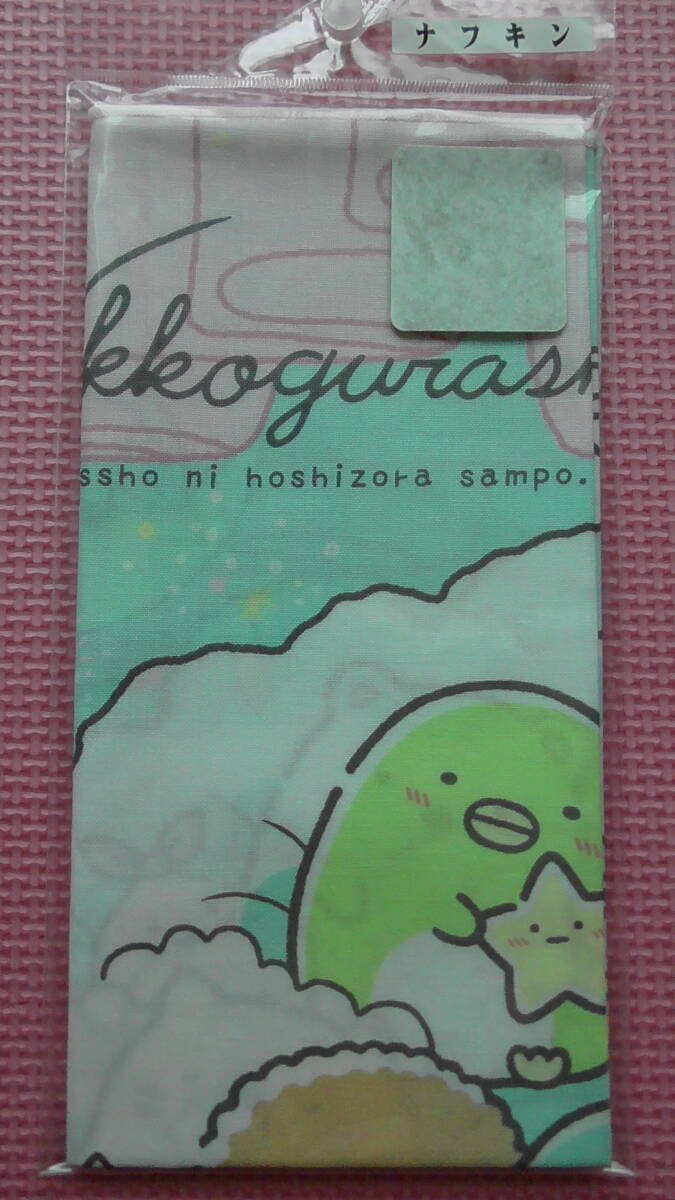 ナフキン
kkogurash
ssho ni hoshizora sampo.